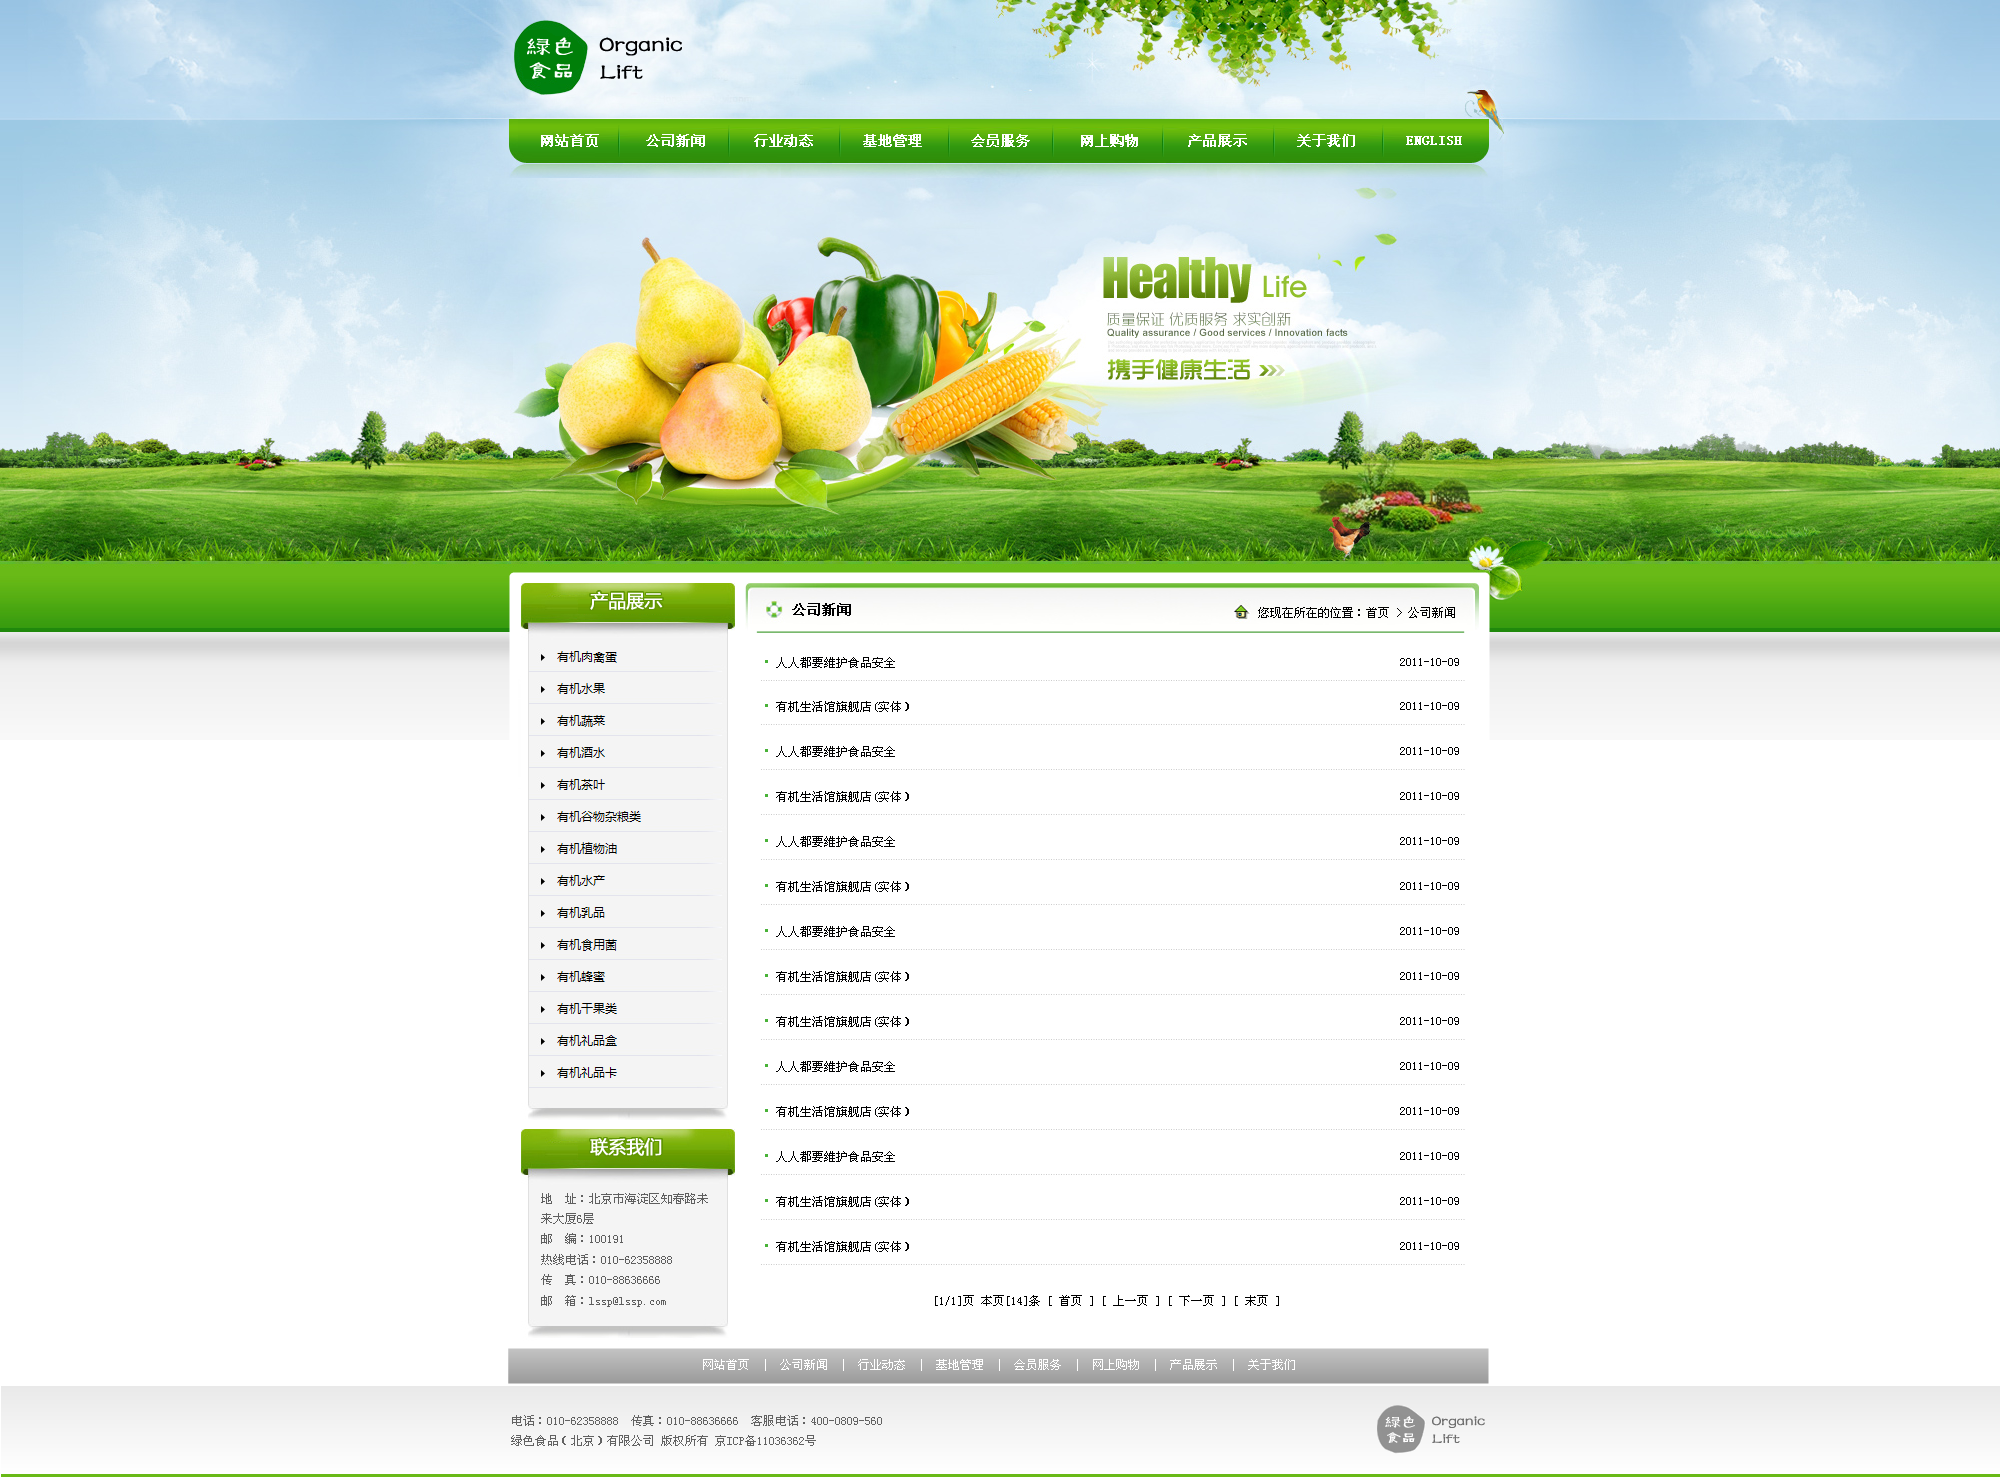 緑色
食品
Organic
Lift
网站首页 公司新闻 行业动态 基地管理 会员服务 网上购物 产品展示 关于我们 ENGLISH
Healthy Life
质量保证 优质服务 求实创新
Quality assurance / Good services / Innovation facts
携手健康生活
产品展示
有机肉禽蛋
有机水果
有机蔬菜
有机酒水
有机茶叶
有机谷物杂粮类
有机植物油
有机水产
有机乳品
有机食用菌
有机蜂蜜
有机干果类
有机礼品盒
有机礼品卡
联系我们
地 址：北京市海淀区知春路未
来大厦6层
邮 编：100191
热线电话：010-62358888
传 真：010-88636666
邮 箱：lssp@lssp.com
公司新闻 您现在所在的位置：首页 > 公司新闻
人人都要维护食品安全 2011-10-09
有机生活馆旗舰店(实体) 2011-10-09
人人都要维护食品安全 2011-10-09
有机生活馆旗舰店(实体) 2011-10-09
人人都要维护食品安全 2011-10-09
有机生活馆旗舰店(实体) 2011-10-09
人人都要维护食品安全 2011-10-09
有机生活馆旗舰店(实体) 2011-10-09
有机生活馆旗舰店(实体) 2011-10-09
人人都要维护食品安全 2011-10-09
有机生活馆旗舰店(实体) 2011-10-09
人人都要维护食品安全 2011-10-09
有机生活馆旗舰店(实体) 2011-10-09
有机生活馆旗舰店(实体) 2011-10-09
[1/1]页 本页[14]条 [ 首页 ] [ 上一页 ] [ 下一页 ] [ 末页 ]
网站首页 | 公司新闻 | 行业动态 | 基地管理 | 会员服务 | 网上购物 | 产品展示 | 关于我们
电话：010-62358888 传真：010-88636666 客服电话：400-0809-560
绿色食品（北京）有限公司 版权所有 京ICP备11036362号
緑色
食品
Organic
Lift